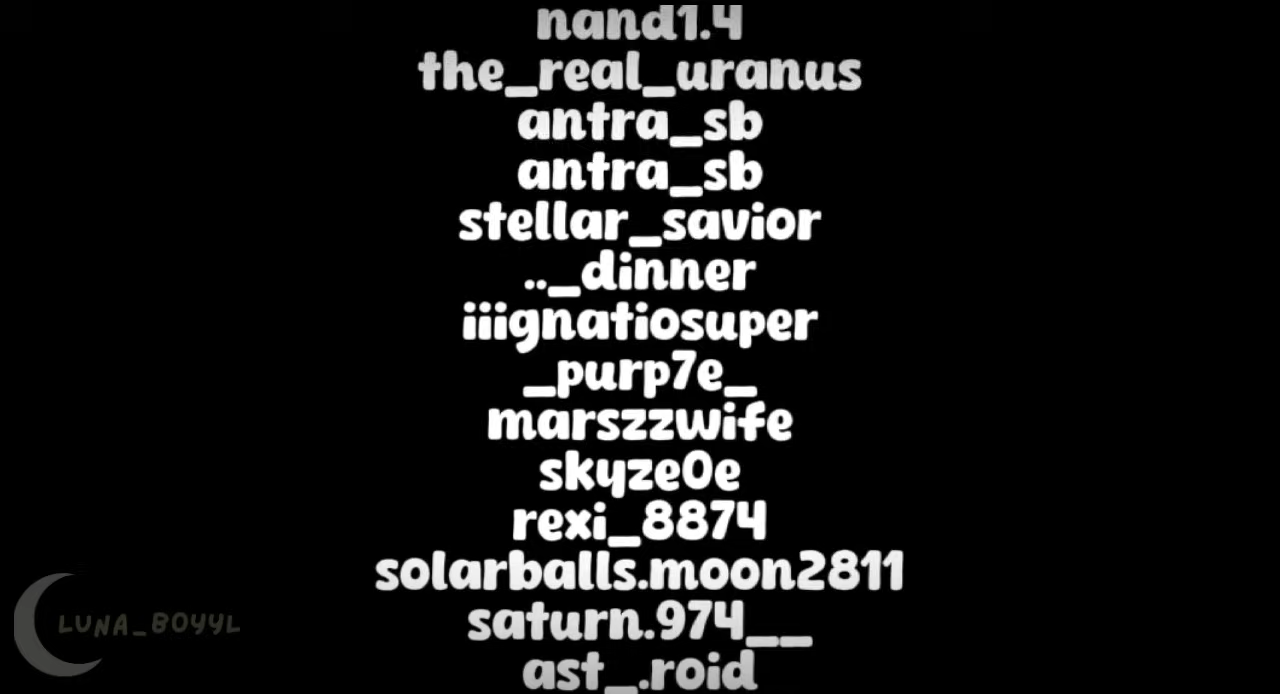 nand1.4
the_real_uranus
antra_sb
antra_sb
stellar_savior
.._dinner
iiignatiosuper
_purp7e_
marszzwife
skyze0e
rexi_8874
solarballs.moon2811
saturn.974__
ast_.roid
LUNA_BOYYL